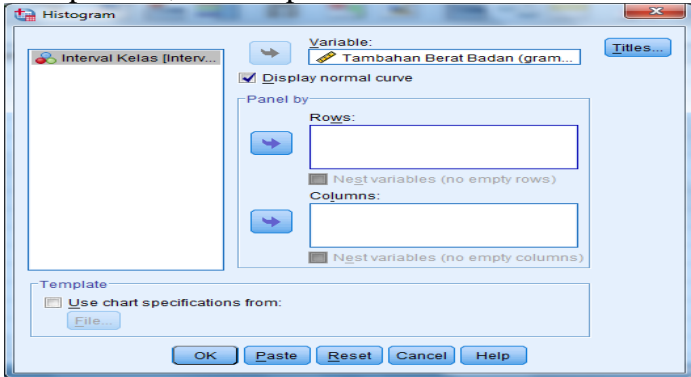 Histogram
Interval Kelas [Interv...
Variable:
Tambahan Berat Badan (gram...
Titles...
Display normal curve
Panel by
Rows:
Nest variables (no empty rows)
Columns:
Nest variables (no empty columns)
Template
Use chart specifications from:
File...
OK Paste Reset Cancel Help